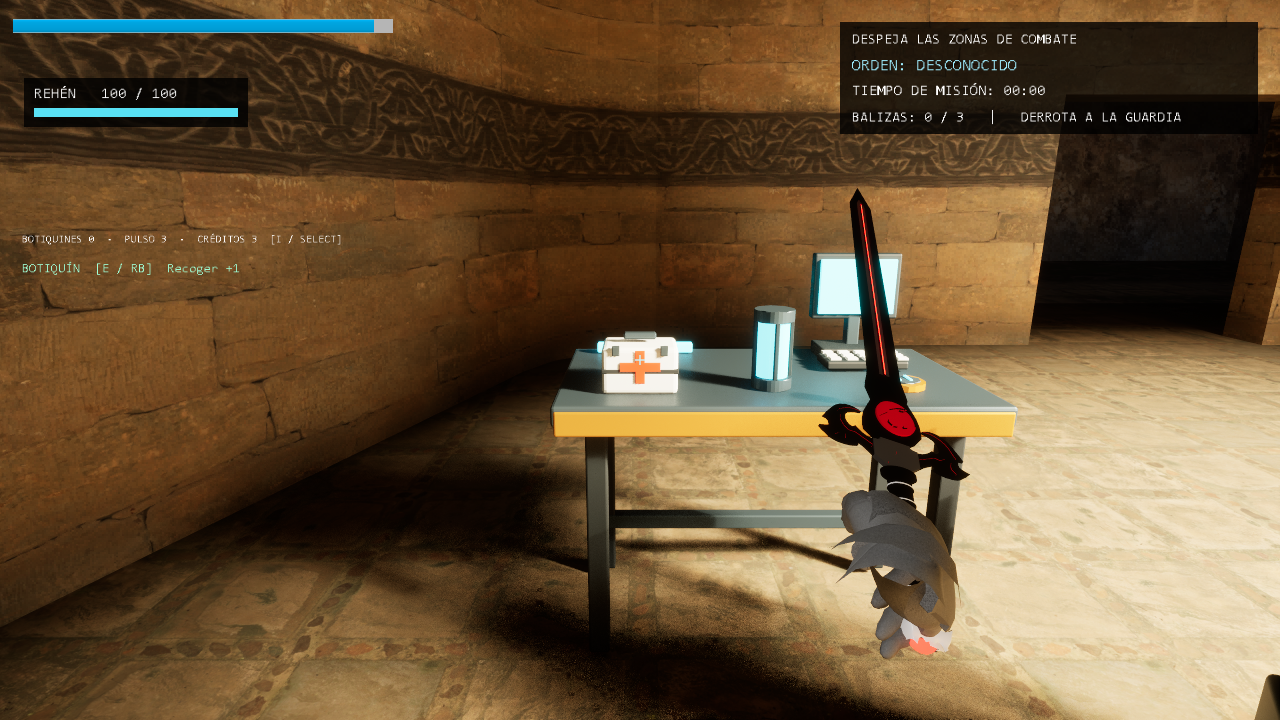 REHÉN 100 / 100
DESPEJA LAS ZONAS DE COMBATE
ORDEN: DESCONOCIDO
TIEMPO DE MISIÓN: 00:00
BALIZAS: 0 / 3 | DERROTA A LA GUARDIA
BOTIQUINES 0 - PULSO 3 - CRÉDITOS 3 [I / SELECT]
BOTIQUÍN [E / RB] Recoger +1